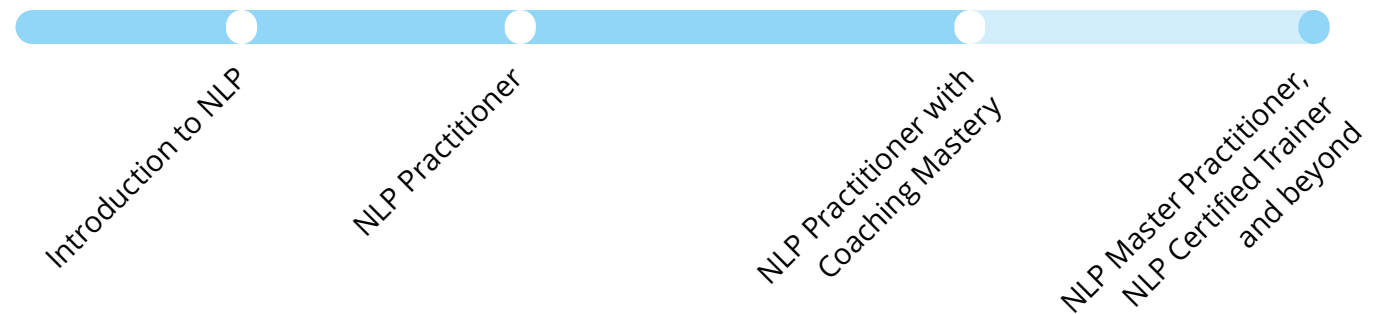 Introduction to NLP
NLP Practitioner
NLP Practitioner with
Coaching Mastery
NLP Master Practitioner,
NLP Certified Trainer
and beyond